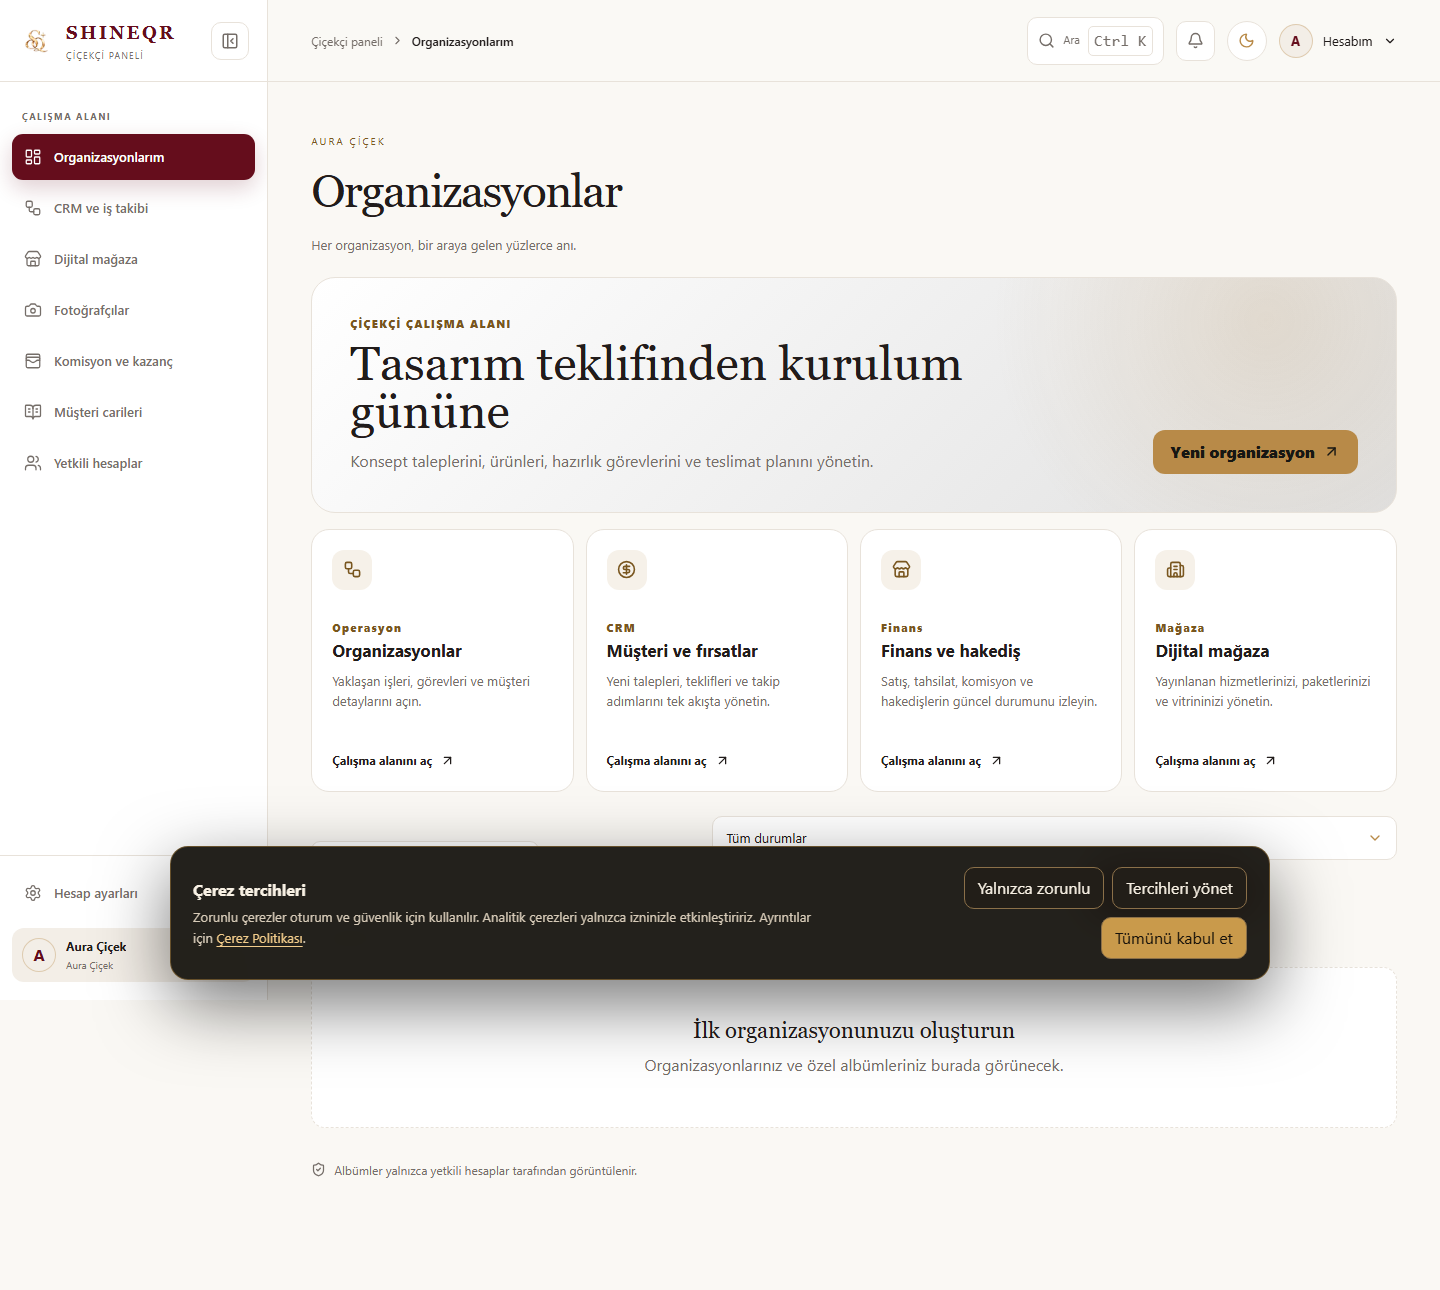 SHINEQR
ÇİÇEKÇİ PANELİ
Çiçekçi paneli
Organizasyonlarım
Ara
Ctrl K
A
Hesabım
ÇALIŞMA ALANI
Organizasyonlarım
CRM ve iş takibi
Dijital mağaza
Fotoğrafçılar
Komisyon ve kazanç
Müşteri carileri
Yetkili hesaplar
Hesap ayarları
A
Aura Çiçek
Aura Çiçek
AURA ÇİÇEK
Organizasyonlar
Her organizasyon, bir araya gelen yüzlerce anı.
ÇİÇEKÇİ ÇALIŞMA ALANI
Tasarım teklifinden kurulum
gününe
Konsept taleplerini, ürünleri, hazırlık görevlerini ve teslimat planını yönetin.
Yeni organizasyon
Operasyon
Organizasyonlar
Yaklaşan işleri, görevleri ve müşteri
detaylarını açın.
Çalışma alanını aç
CRM
Müşteri ve fırsatlar
Yeni talepleri, teklifleri ve takip
adımlarını tek akışta yönetin.
Çalışma alanını aç
Finans
Finans ve hakediş
Satış, tahsilat, komisyon ve
hakedişlerin güncel durumunu izleyin.
Çalışma alanını aç
Mağaza
Dijital mağaza
Yayınlanan hizmetlerinizi, paketlerinizi
ve vitrininizi yönetin.
Çalışma alanını aç
Tüm durumlar
Çerez tercihleri
Zorunlu çerezler oturum ve güvenlik için kullanılır. Analitik çerezleri yalnızca izninizle etkinleştiririz. Ayrıntılar
için Çerez Politikası.
Yalnızca zorunlu
Tercihleri yönet
Tümünü kabul et
İlk organizasyonunuzu oluşturun
Organizasyonlarınız ve özel albümleriniz burada görünecek.
Albümler yalnızca yetkili hesaplar tarafından görüntülenir.